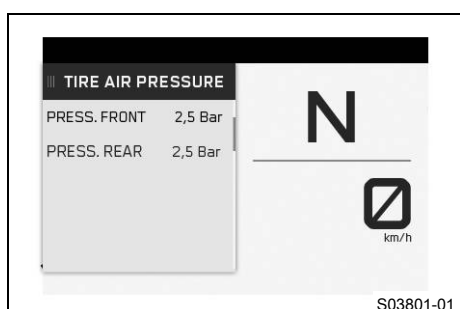 TIRE AIR PRESSURE
PRESS. FRONT 2,5 Bar
PRESS. REAR 2,5 Bar
N
0
km/h
S03801-01